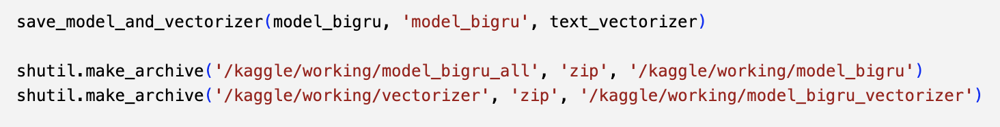 save_model_and_vectorizer(model_bigru, 'model_bigru', text_vectorizer)
shutil.make_archive('/kaggle/working/model_bigru_all', 'zip', '/kaggle/working/model_bigru')
shutil.make_archive('/kaggle/working/vectorizer', 'zip', '/kaggle/working/model_bigru_vectorizer')